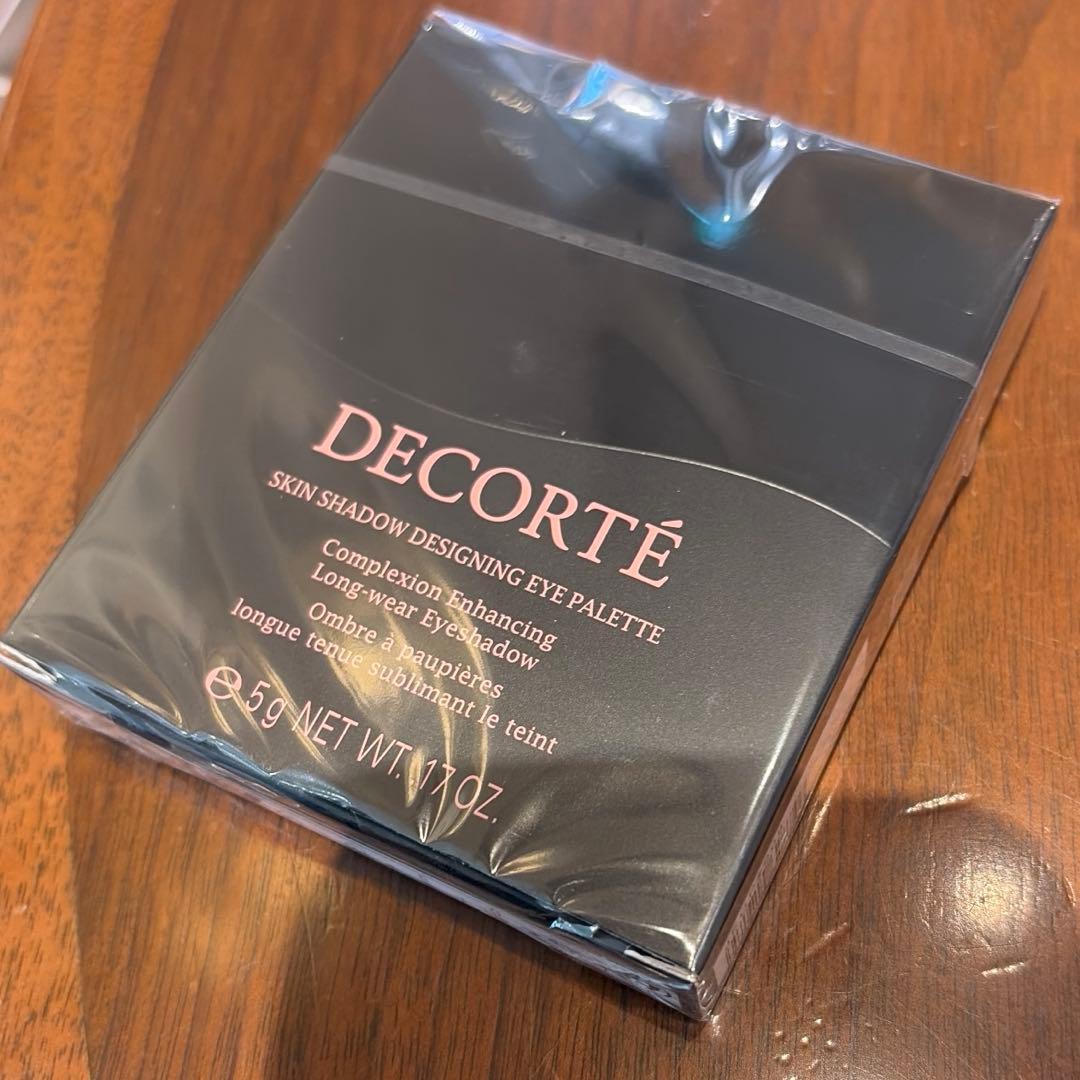 DECORTÉ
SKIN SHADOW DESIGNING EYE PALETTE
Complexion Enhancing
Long-wear EyeShadow
Ombre à paupières
longue tenue sublimant le teint
℮ 5g NET WT. .17 OZ.